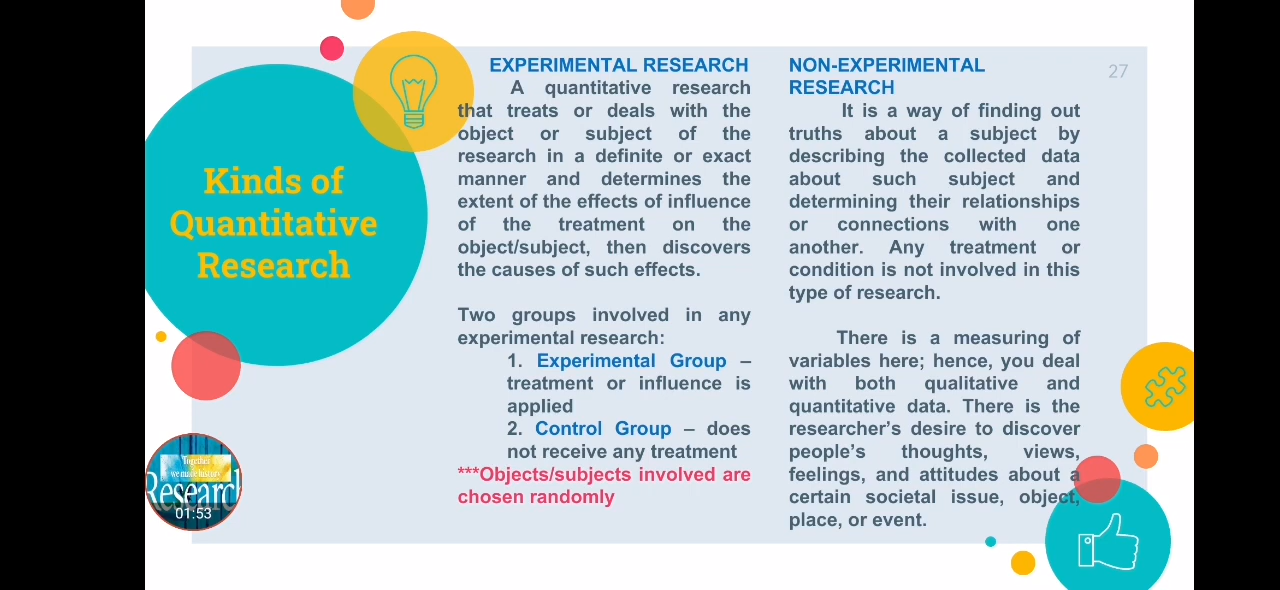 Kinds of
Quantitative
Research
EXPERIMENTAL RESEARCH
A quantitative research
that treats or deals with the
object or subject of the
research in a definite or exact
manner and determines the
extent of the effects of influence
of the treatment on the
object/subject, then discovers
the causes of such effects.
Two groups involved in any
experimental research:
1. Experimental Group –
treatment or influence is
applied
2. Control Group – does
not receive any treatment
***Objects/subjects involved are
chosen randomly
NON-EXPERIMENTAL
RESEARCH
It is a way of finding out
truths about a subject by
describing the collected data
about such subject and
determining their relationships
or connections with one
another. Any treatment or
condition is not involved in this
type of research.
There is a measuring of
variables here; hence, you deal
with both qualitative and
quantitative data. There is the
researcher's desire to discover
people's thoughts, views,
feelings, and attitudes about a
certain societal issue, object,
place, or event.
27
Together
we make history
Research
01:53